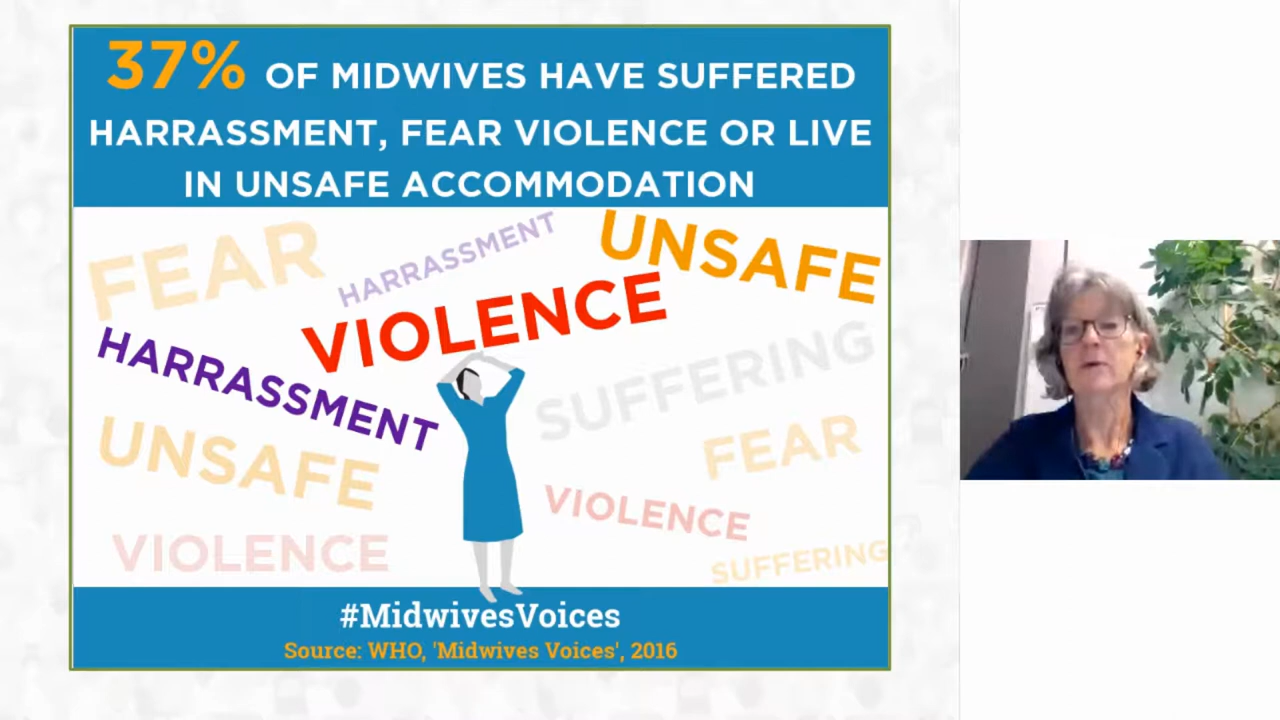 37% OF MIDWIVES HAVE SUFFERED
HARRASSMENT, FEAR VIOLENCE OR LIVE
IN UNSAFE ACCOMMODATION
FEAR
HARRASSMENT
UNSAFE
VIOLENCE
HARRASSMENT
SUFFERING
UNSAFE
FEAR
VIOLENCE
VIOLENCE
SUFFERING
#MidwivesVoices
Source: WHO, 'Midwives Voices', 2016